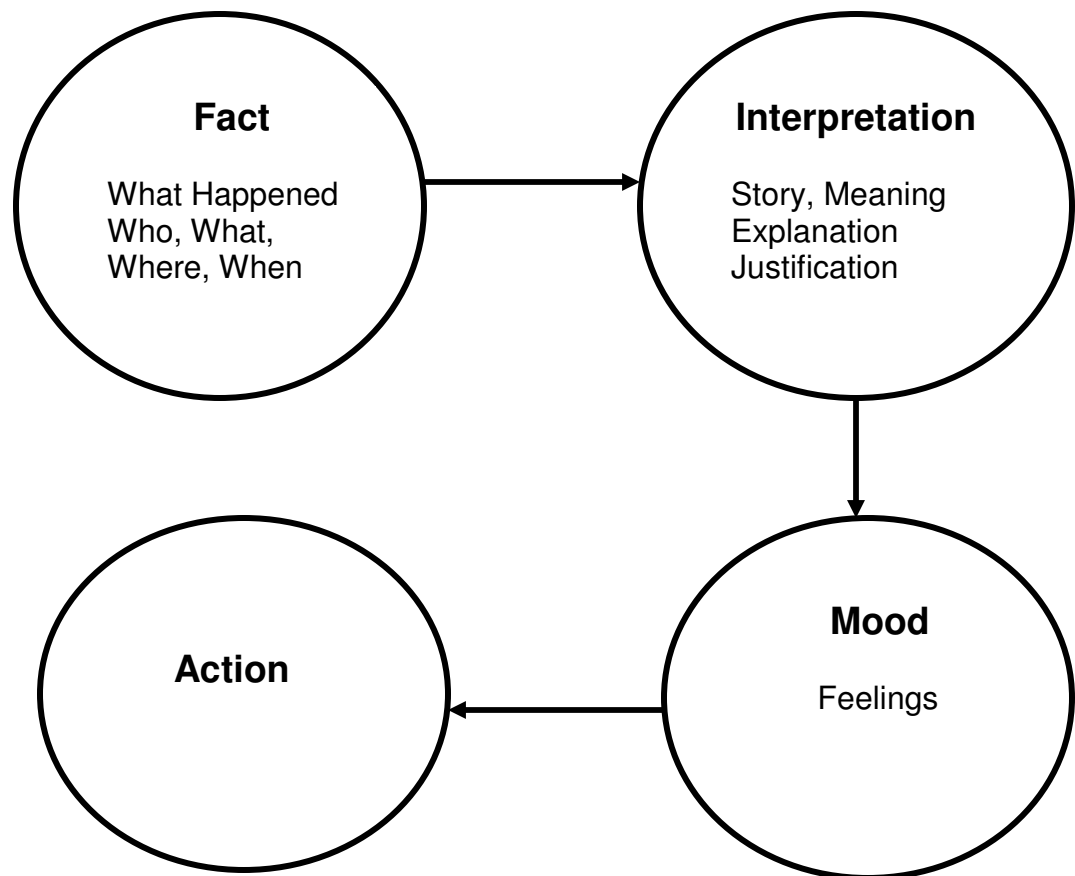 Fact
What Happened
Who, What,
Where, When
Interpretation
Story, Meaning
Explanation
Justification
Mood
Feelings
Action